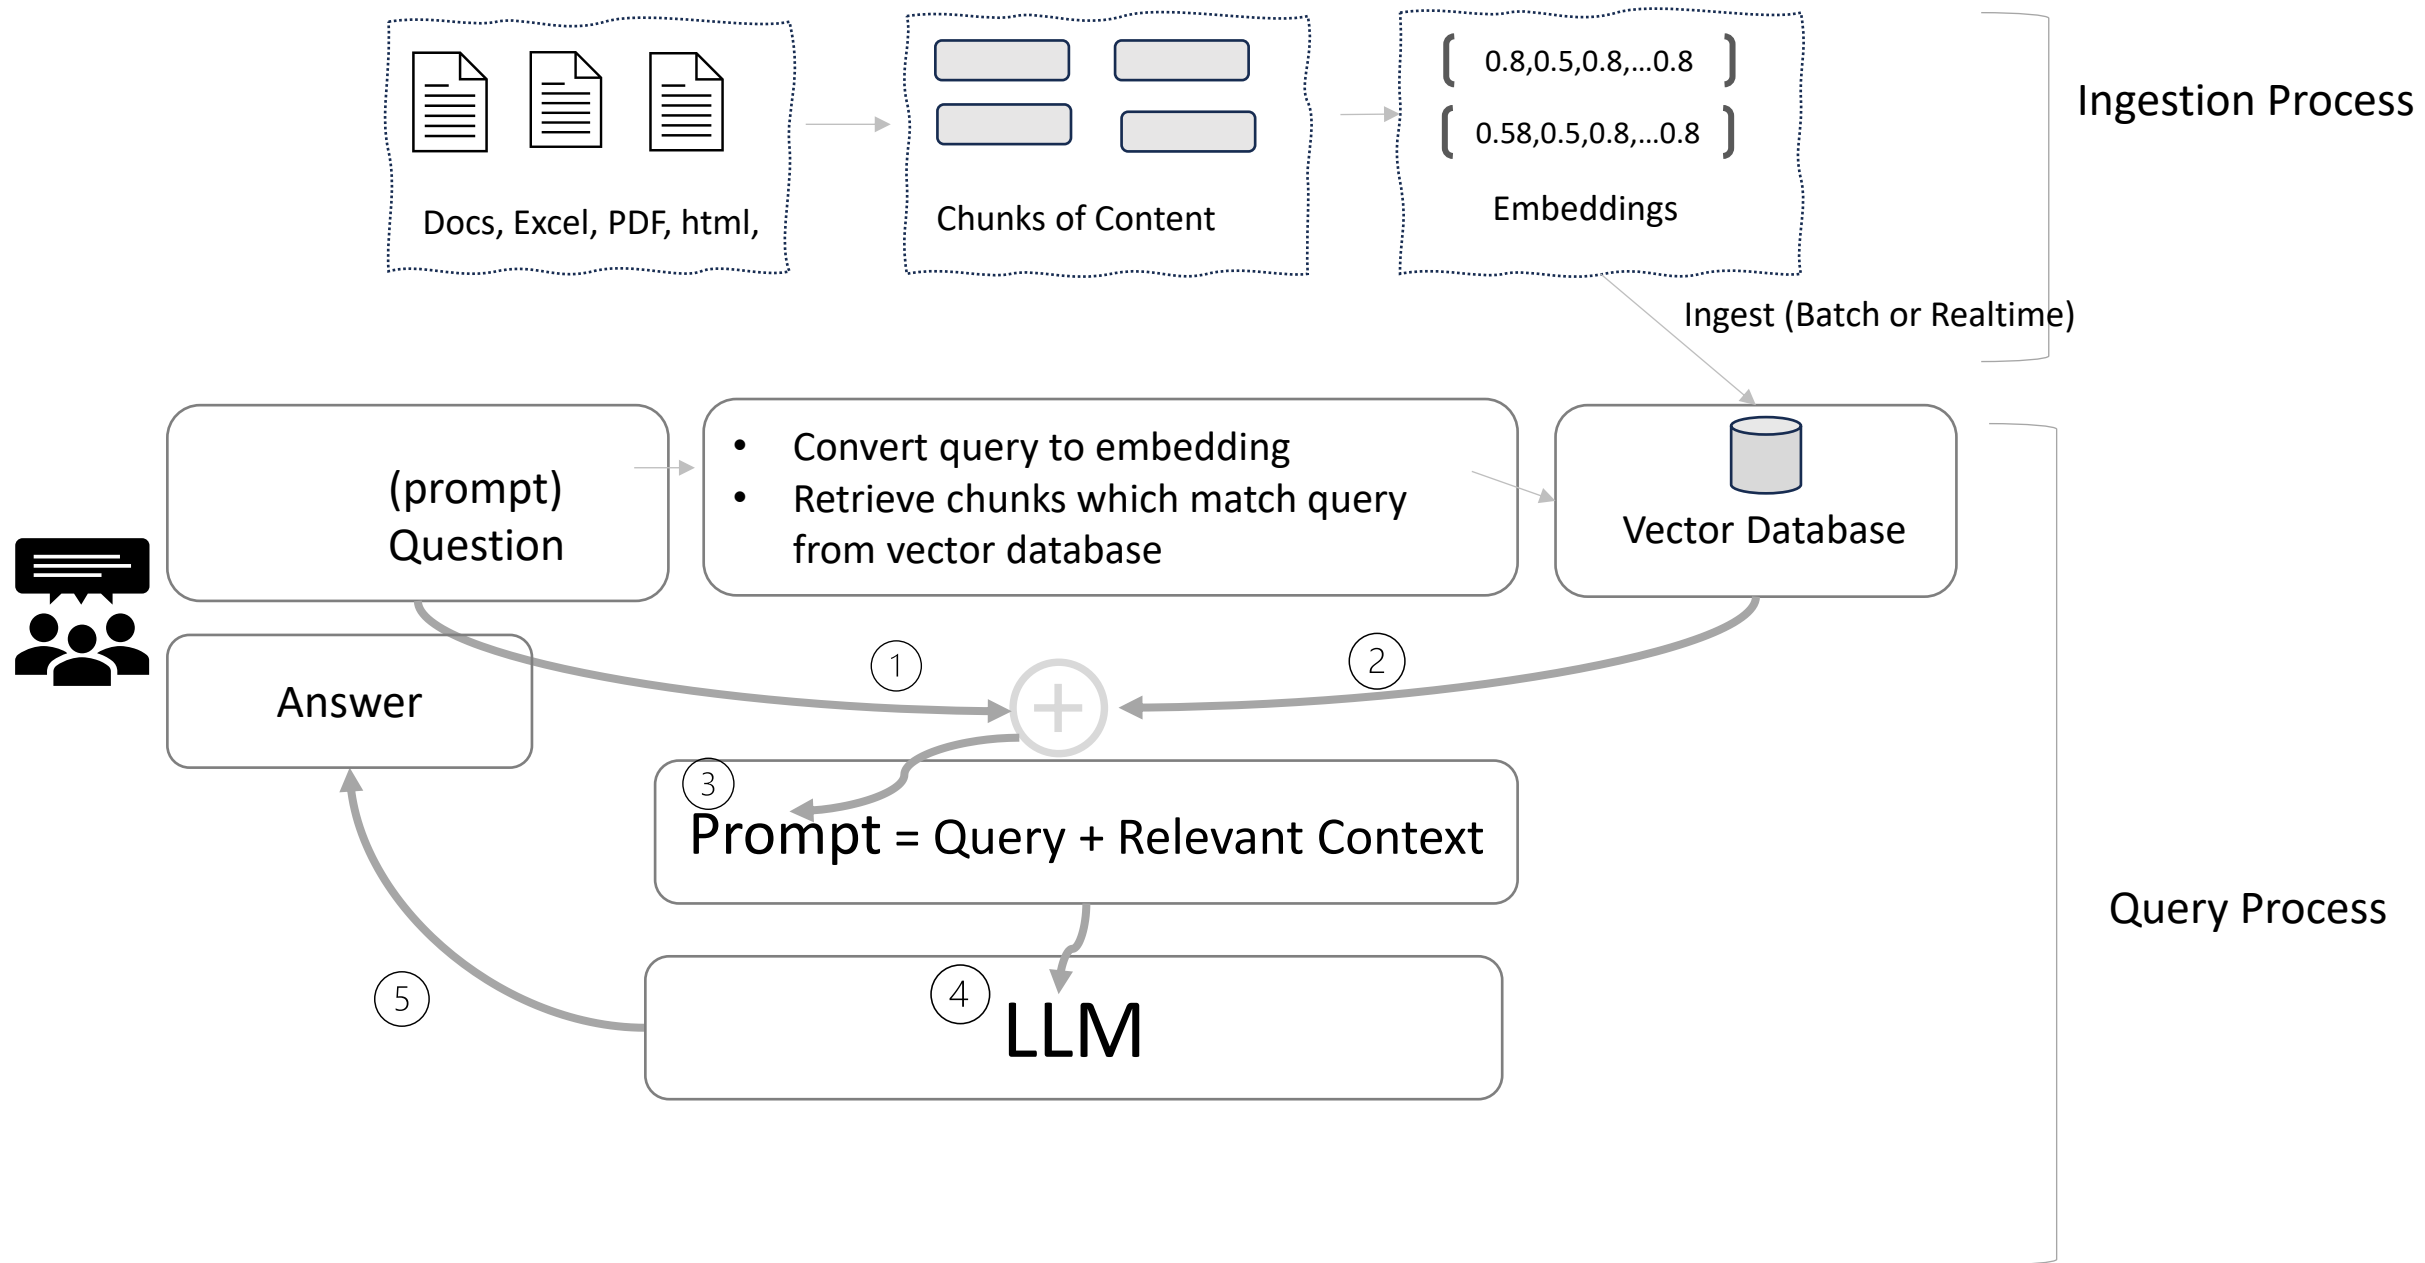 0.8,0.5,0.8,...0.8
0.58,0.5,0.8,...0.8
Docs, Excel, PDF, html,
Chunks of Content
Embeddings
Ingestion Process
Ingest (Batch or Realtime)
(prompt)
Question
• Convert query to embedding
• Retrieve chunks which match query
from vector database
Vector Database
Answer
1
2
3
Prompt = Query + Relevant Context
Query Process
4
LLM
5